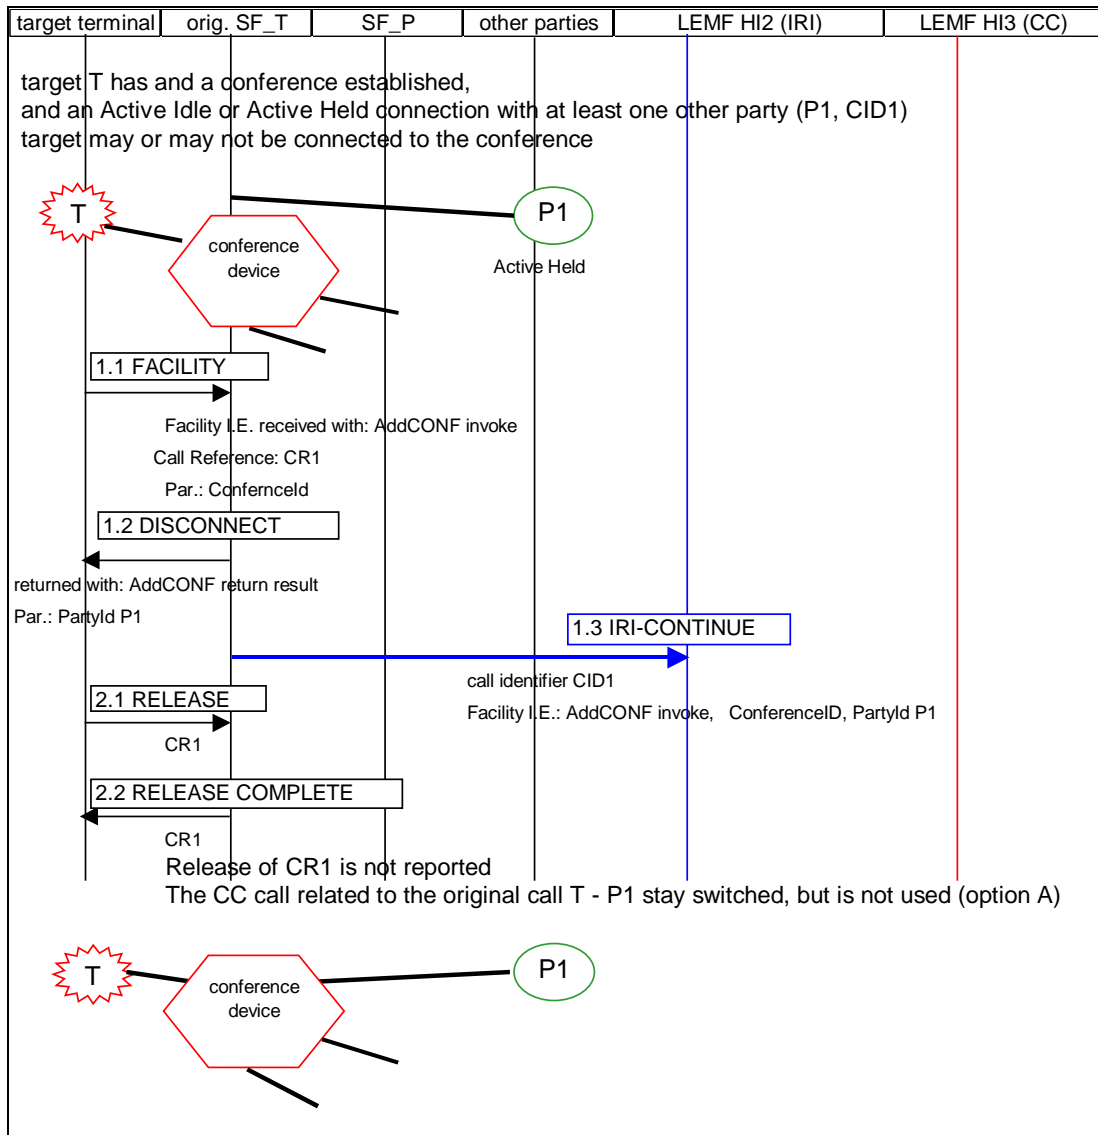 target terminal orig. SF_T SF_P other parties LEMF HI2 (IRI) LEMF HI3 (CC)
target T has and a conference established,
and an Active Idle or Active Held connection with at least one other party (P1, CID1)
target may or may not be connected to the conference
T
P1
conference
device
Active Held
1.1 FACILITY
Facility I.E. received with: AddCONF invoke
Call Reference: CR1
Par.: ConfernceId
1.2 DISCONNECT
returned with: AddCONF return result
Par.: PartyId P1
1.3 IRI-CONTINUE
call identifier CID1
2.1 RELEASE
Facility I.E.: AddCONF invoke, ConferenceID, PartyId P1
CR1
2.2 RELEASE COMPLETE
CR1
Release of CR1 is not reported
The CC call related to the original call T - P1 stay switched, but is not used (option A)
T
P1
conference
device